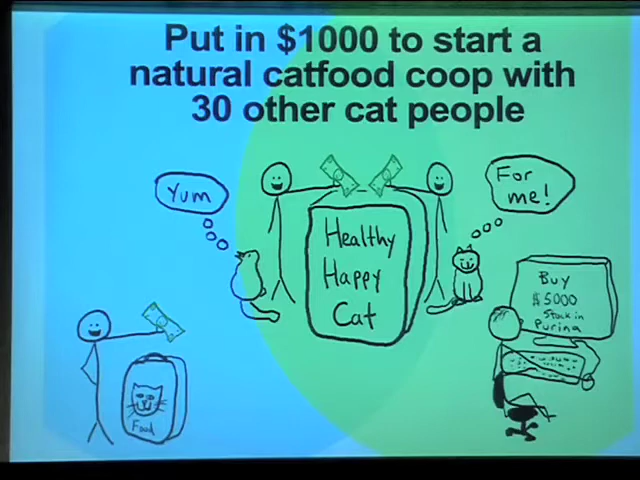 Put in $1000 to start a
natural catfood coop with
30 other cat people
Yum
For
me!
Healthy
Happy
Cat
Buy
$5000
Stock in
Purina
Food